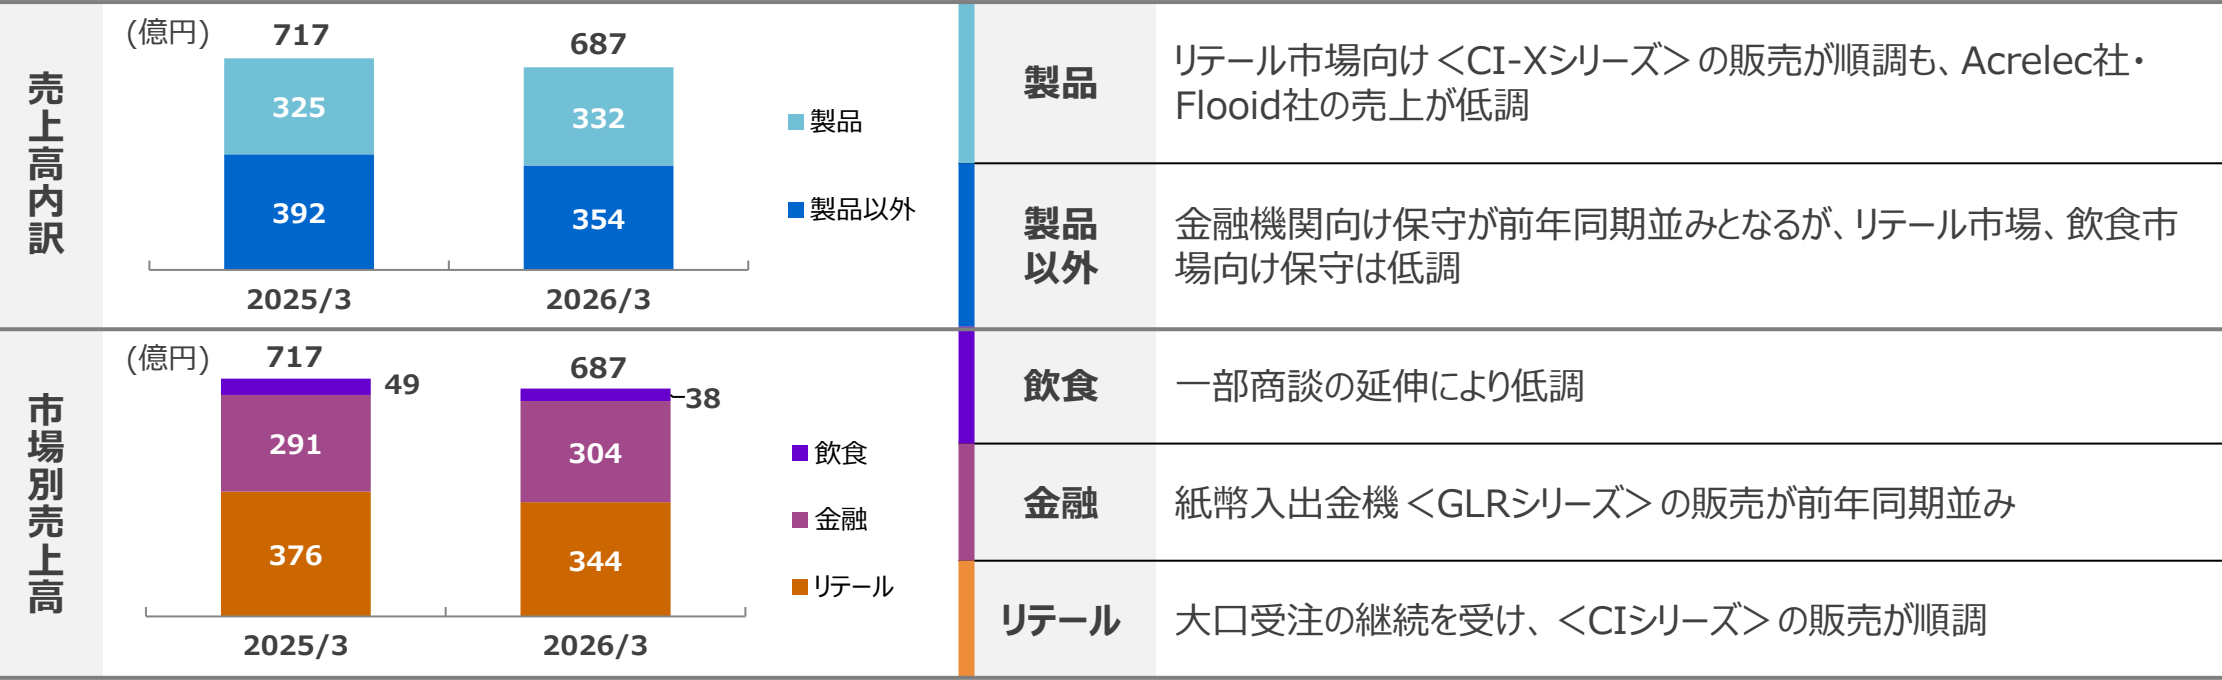 売上高内訳
(億円)
717
687
325
332
392
354
2025/3
2026/3
製品
製品以外
製品
リテール市場向け＜CI-Xシリーズ＞の販売が順調も、Acrelec社・
Flooid社の売上が低調
製品
以外
金融機関向け保守が前年同期並みとなるが、リテール市場、飲食市
場向け保守は低調
市場別売上高
(億円)
717
687
49
38
291
304
376
344
2025/3
2026/3
飲食
金融
リテール
飲食
一部商談の延伸により低調
金融
紙幣入出金機＜GLRシリーズ＞の販売が前年同期並み
リテール
大口受注の継続を受け、＜CIシリーズ＞の販売が順調